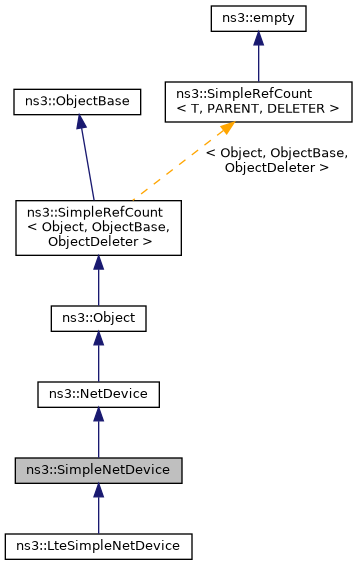 ns3::empty
ns3::SimpleRefCount
< T, PARENT, DELETER >
ns3::ObjectBase
< Object, ObjectBase,
ObjectDeleter >
ns3::SimpleRefCount
< Object, ObjectBase,
ObjectDeleter >
ns3::Object
ns3::NetDevice
ns3::SimpleNetDevice
ns3::LteSimpleNetDevice